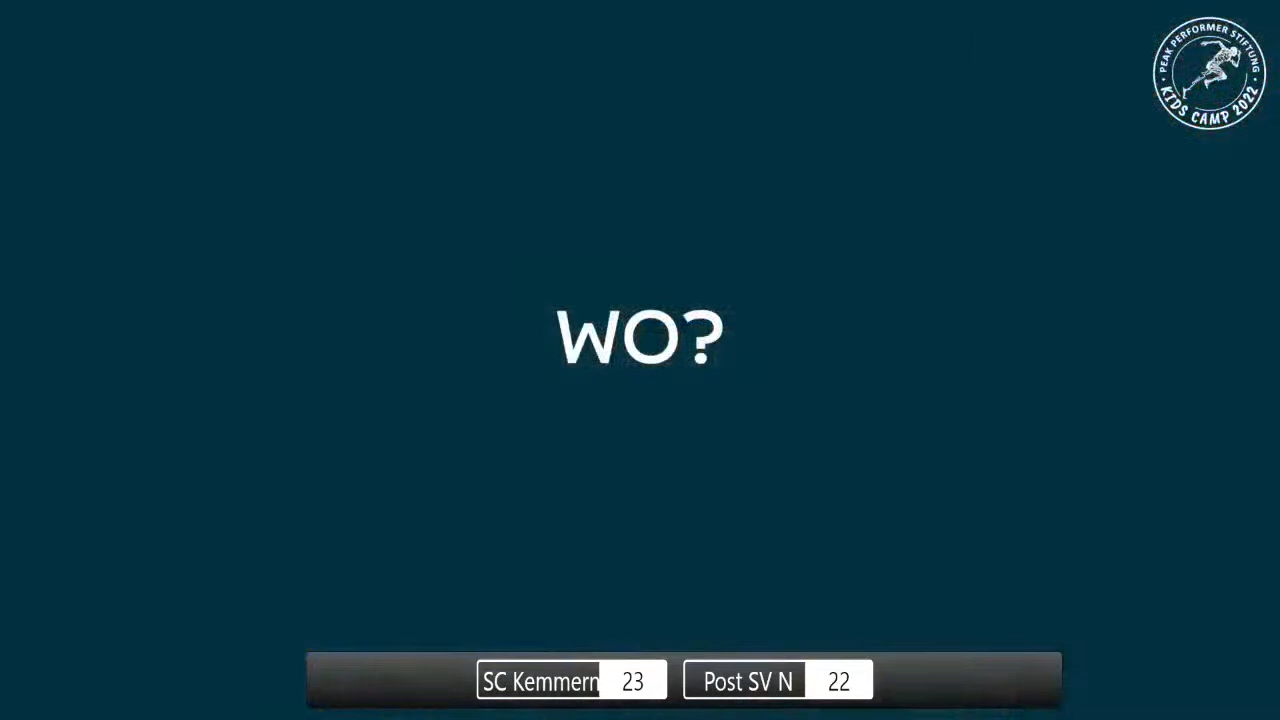 PEAK PERFORMER STIFTUNG
KIDS CAMP 2022
WO?
SC Kemmern 23 Post SV N 22